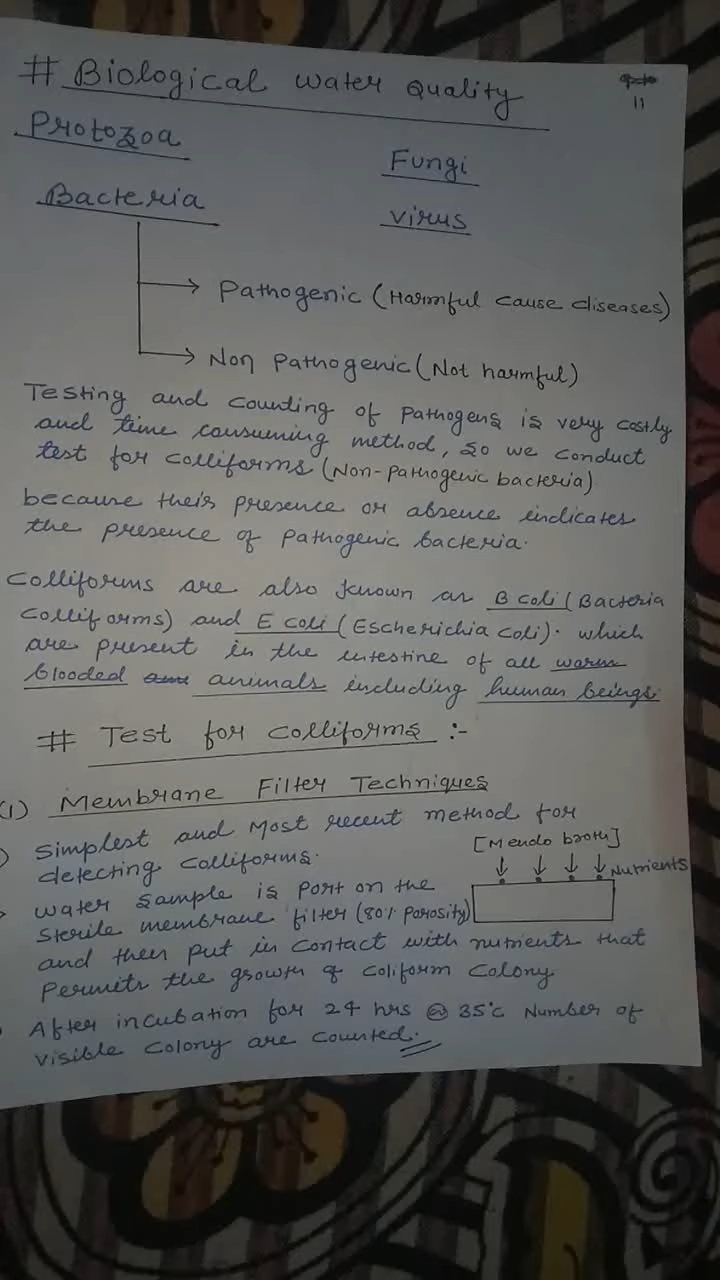 # Biological water Quality
11
Protozoa
Fungi
Bacteria
virus
Pathogenic (Harmful cause diseases)
Non Pathogenic (Not harmful)
Testing and counting of pathogens is very costly
and time consuming method, so we conduct
test for colliforms (Non-pathogenic bacteria)
because their presence or absence indicates
the presence of pathogenic bacteria.
Colliforms are also known as B coli (Bacteria
Colliforms) and E coli (Escherichia coli). which
are present in the intestine of all warm
blooded animals including human beings.
# Test for colliforms :-
(1) Membrane Filter Techniques
Simplest and Most recent method for
detecting colliforms.
[Mendo broth]
Nutrients
water sample is port on the
Sterile membrane filter (80% Porosity)
and then put in contact with nutrients that
Permits the growth of coliform colony
After incubation for 24 hrs @ 35°c Number of
visible colony are counted.